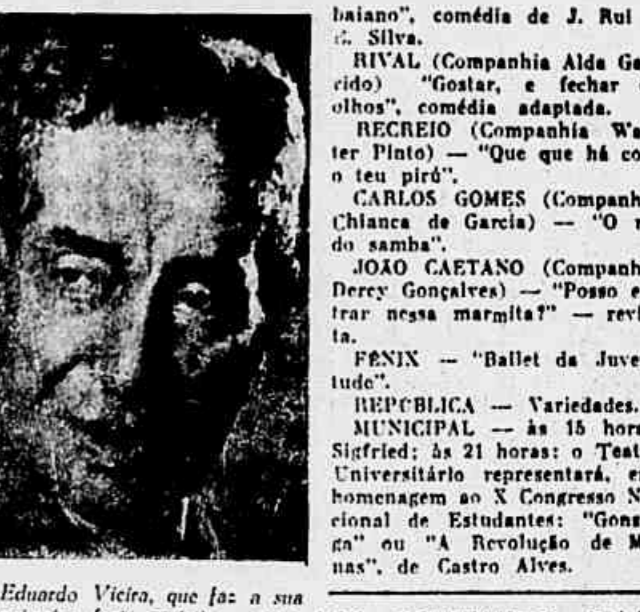 baiano", comédia de J. Rui
Silva.
RIVAL (Companhia Alda Ga
rido) "Gostar, e fechar
olhos", comédia adaptada.
RECREIO (Companhia Wa
ter Pinto) — "Que que há co
o teu pirú".
CARLOS GOMES (Companh
Chianca de Garcia) — "O
do samba".
JOÃO CAETANO (Companh
Dercy Gonçalves) — "Posso e
trar nessa marmita?" — revi
ta.
FÊNIX — "Ballet da Juve
tude".
REPÚBLICA — Variedades.
MUNICIPAL — às 15 hora
Sigfried; às 21 horas: o Teat
Universitário representará, e
homenagem ao X Congresso N
cional de Estudantes: "Gonz
ga" ou "A Revolução de M
nas", de Castro Alves.
Eduardo Vieira, que faz a sua